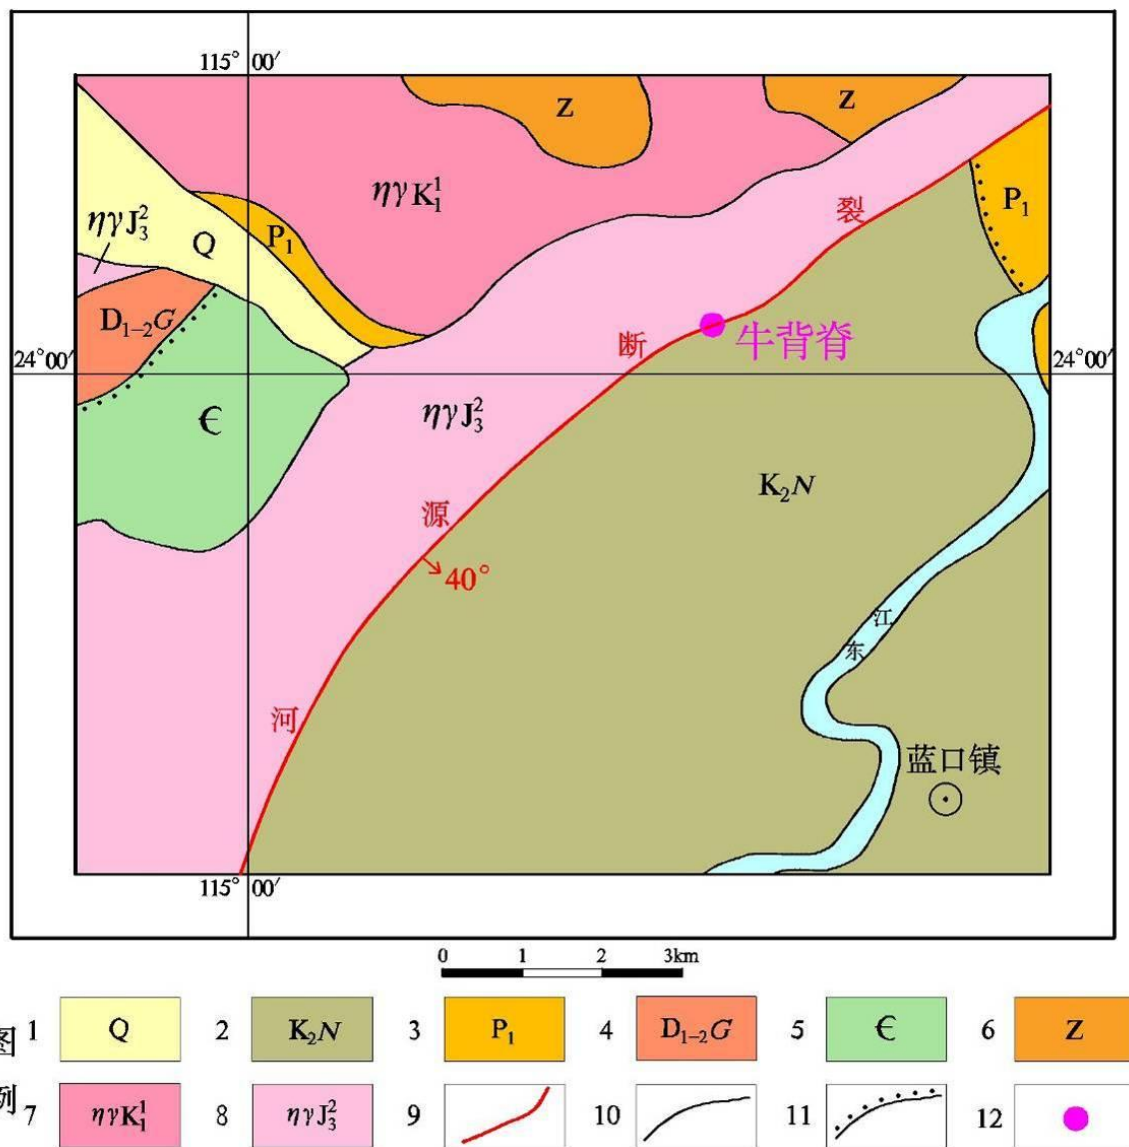 115° 00′
Z
Z
ηγK₁¹
P₁
裂
ηγJ₃²
Q
P₁
D₁₋₂G
断
牛背脊
24°00′
24°00′
Є
ηγJ₃²
K₂N
源
40°
江
东
河
蓝口镇
115° 00′
0 1 2 3km
图
例
1 Q
2 K₂N
3 P₁
4 D₁₋₂G
5 Є
6 Z
7 ηγK₁¹
8 ηγJ₃²
9
10
11
12